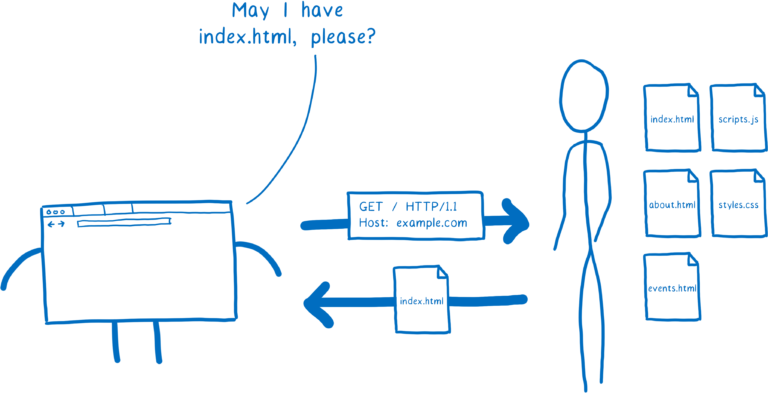 May I have
index.html, please?
GET / HTTP/1.1
Host: example.com
index.html
index.html
scripts.js
about.html
styles.css
events.html